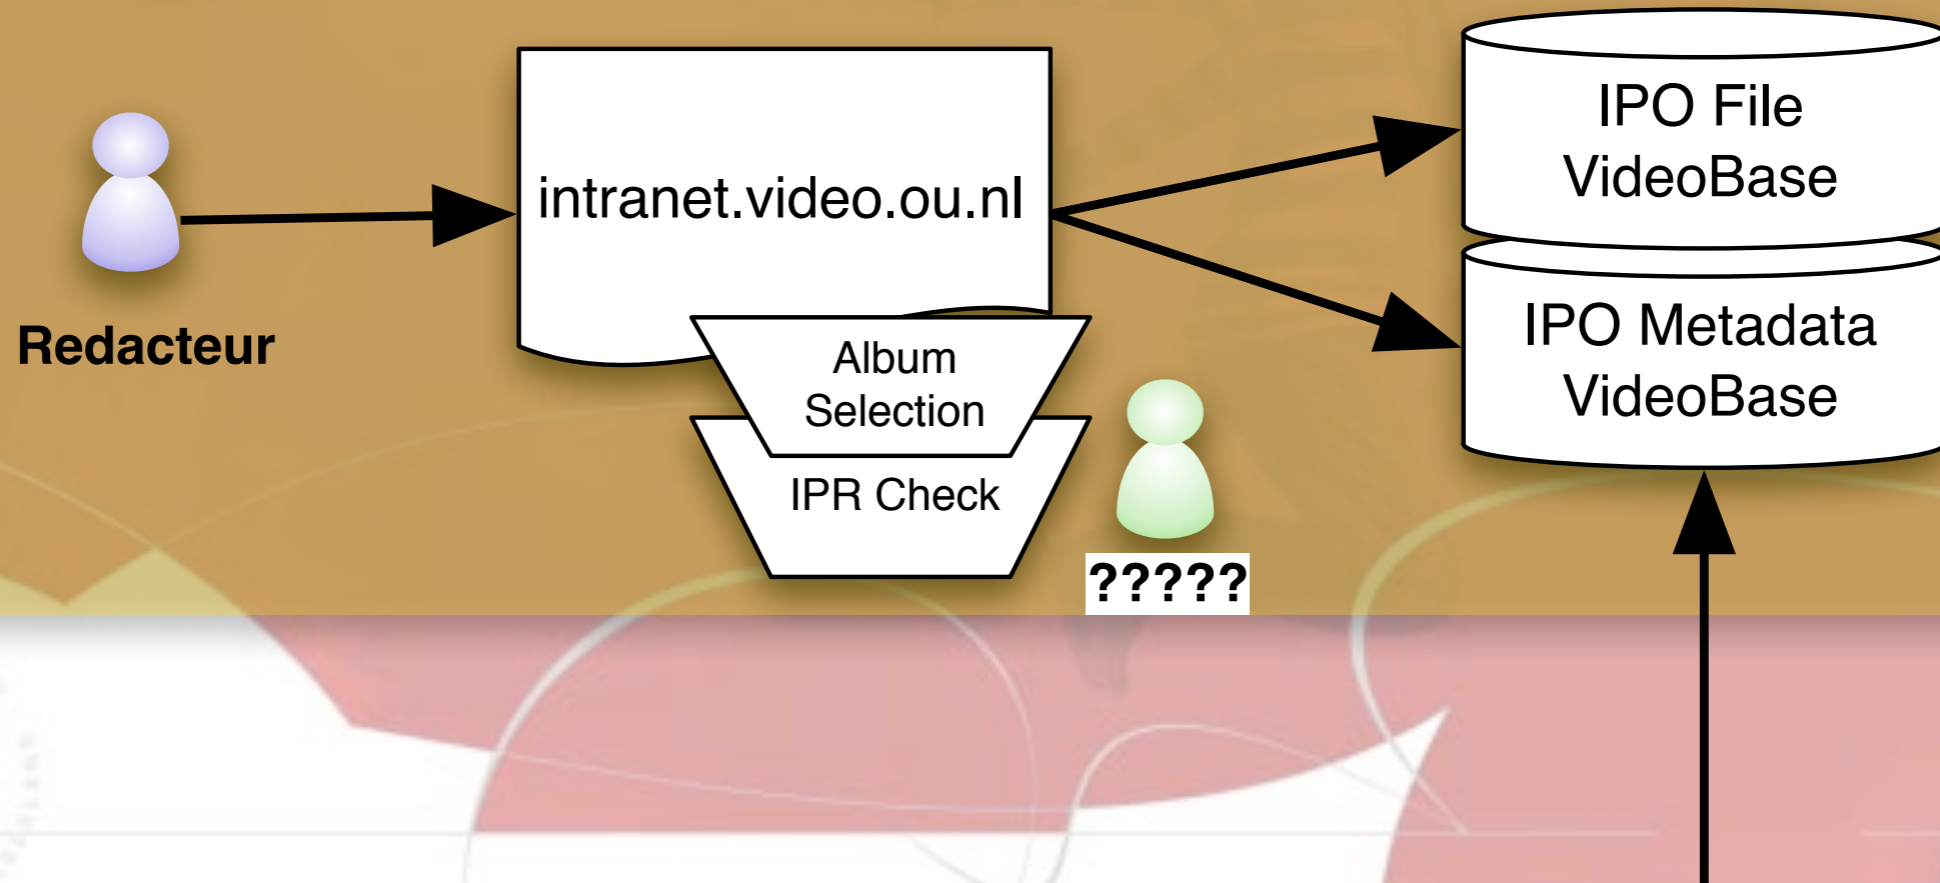 Redacteur
intranet.video.ou.nl
Album
Selection
IPR Check
?????
IPO File
VideoBase
IPO Metadata
VideoBase